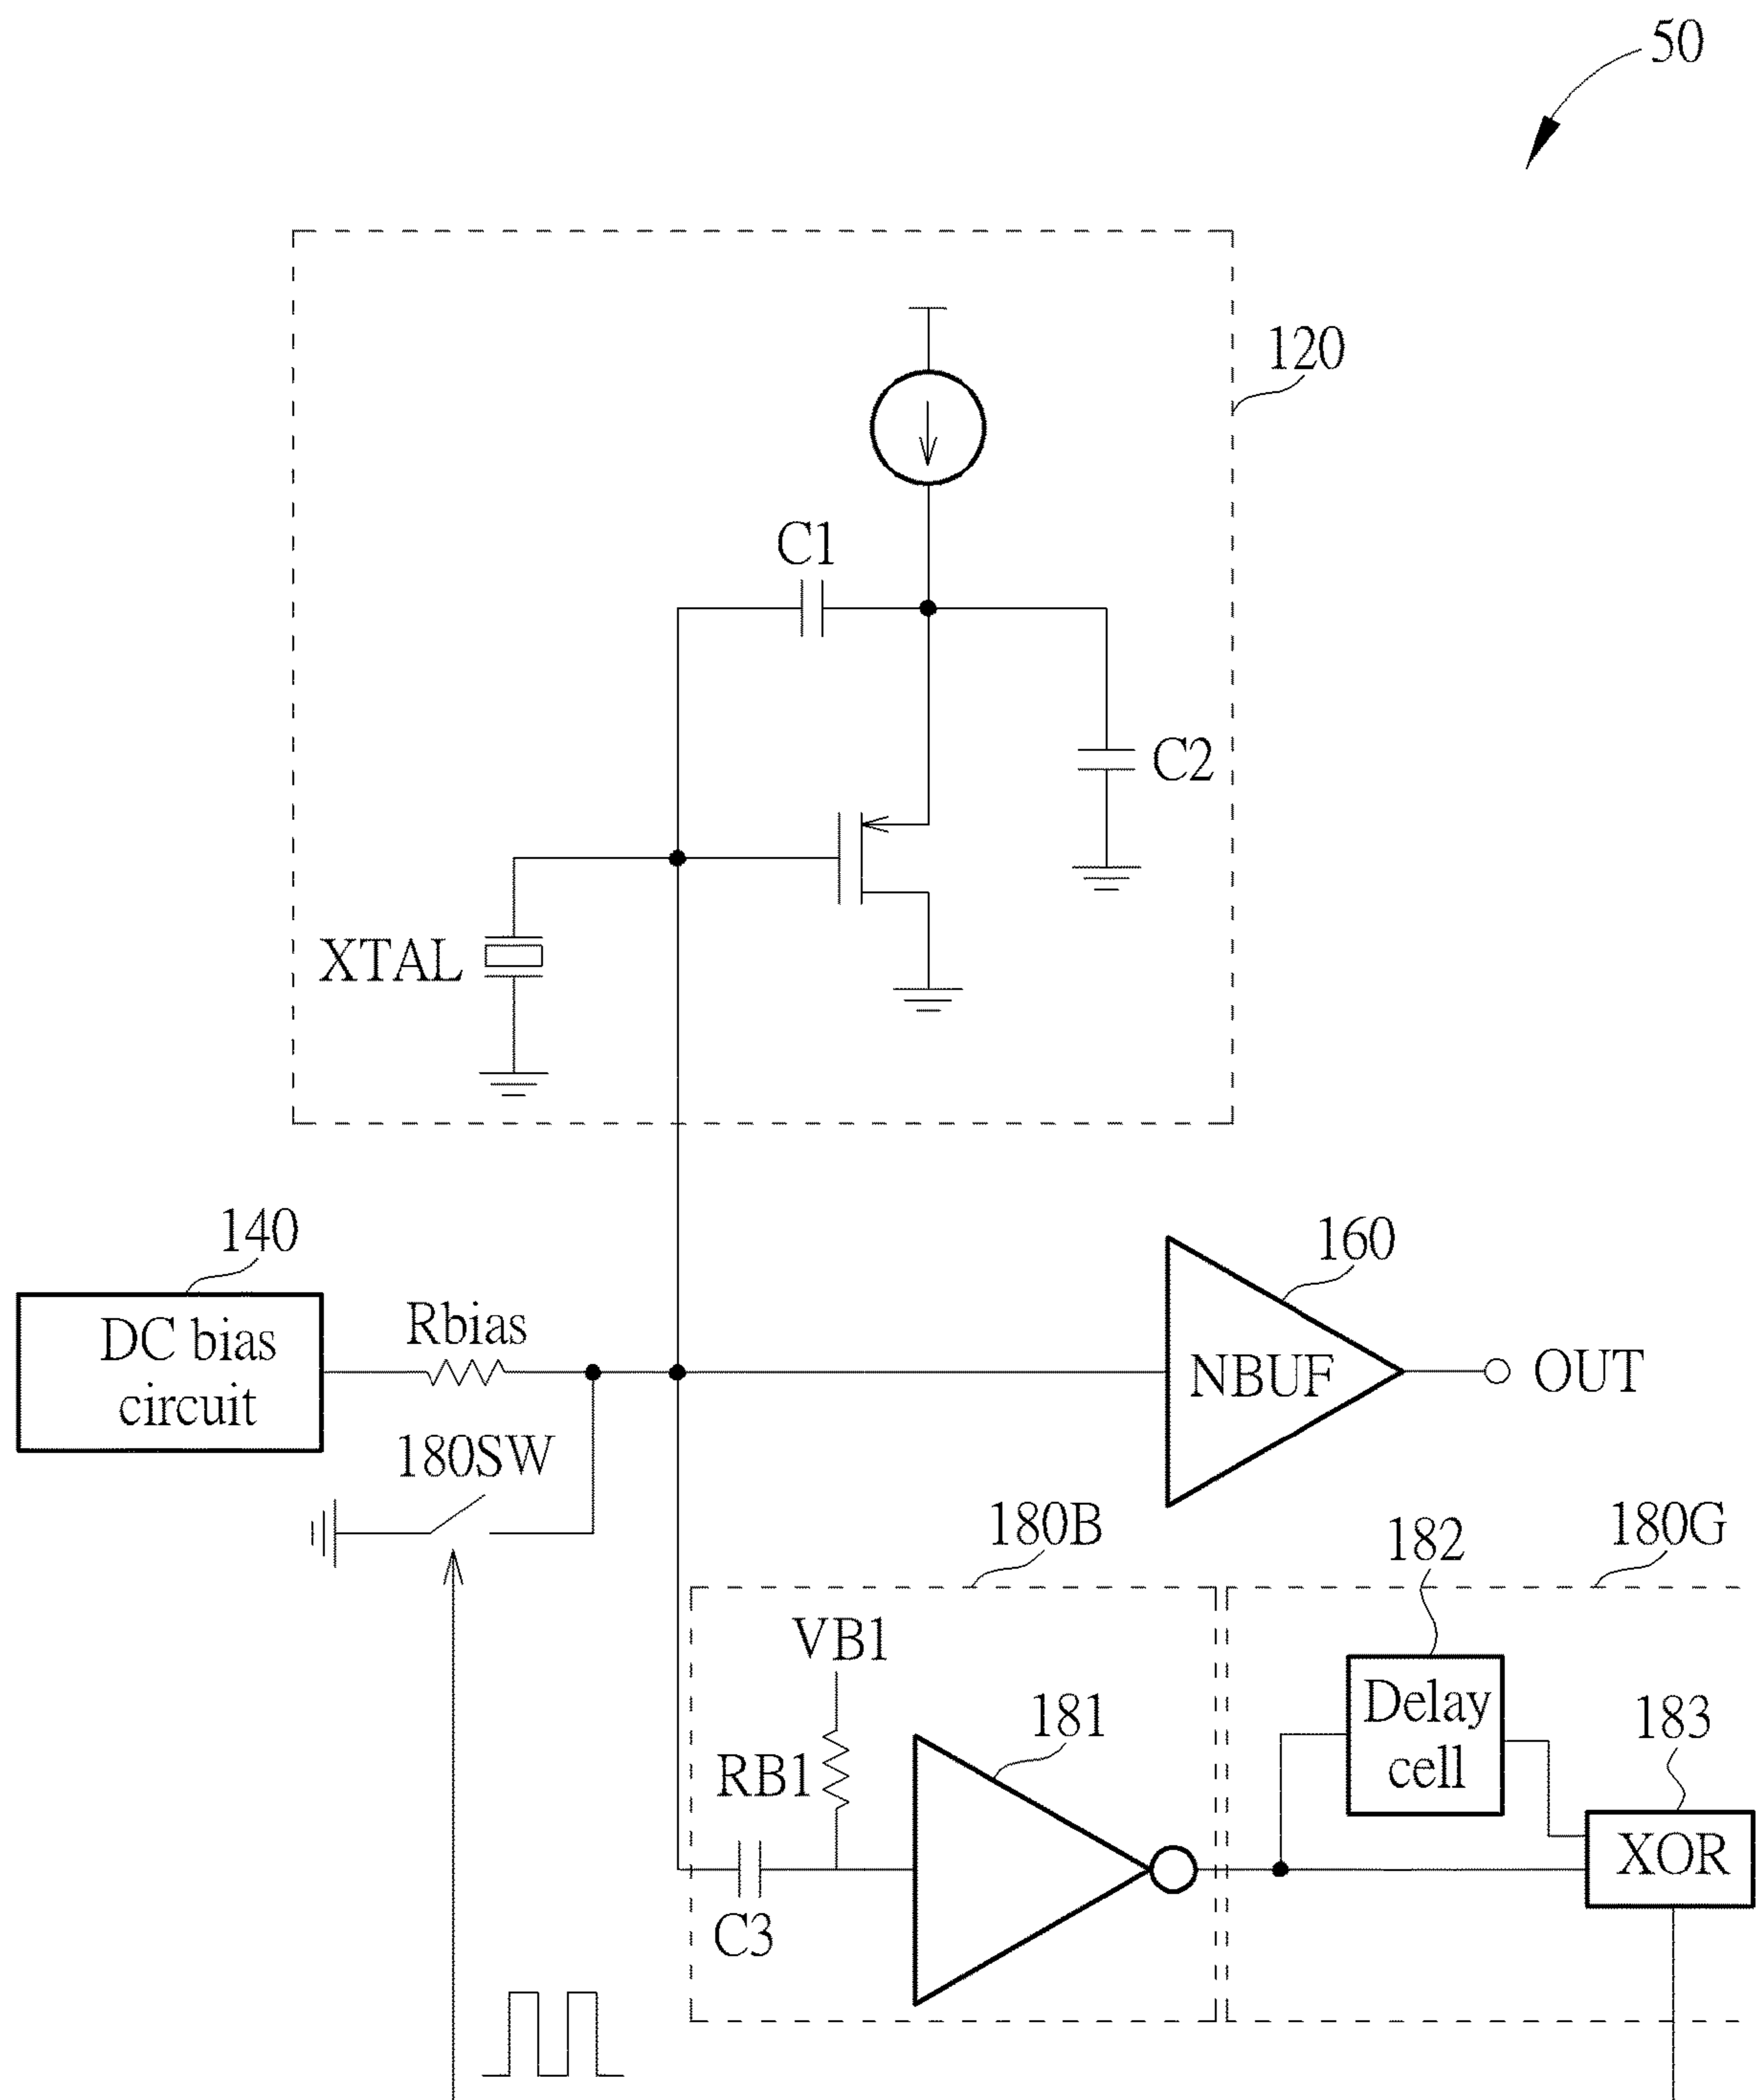 50
120
C1
C2
XTAL
140
160
DC bias
circuit
Rbias
NBUF
OUT
180SW
180B
182
180G
VB1
181
Delay
cell
183
RB1
XOR
C3